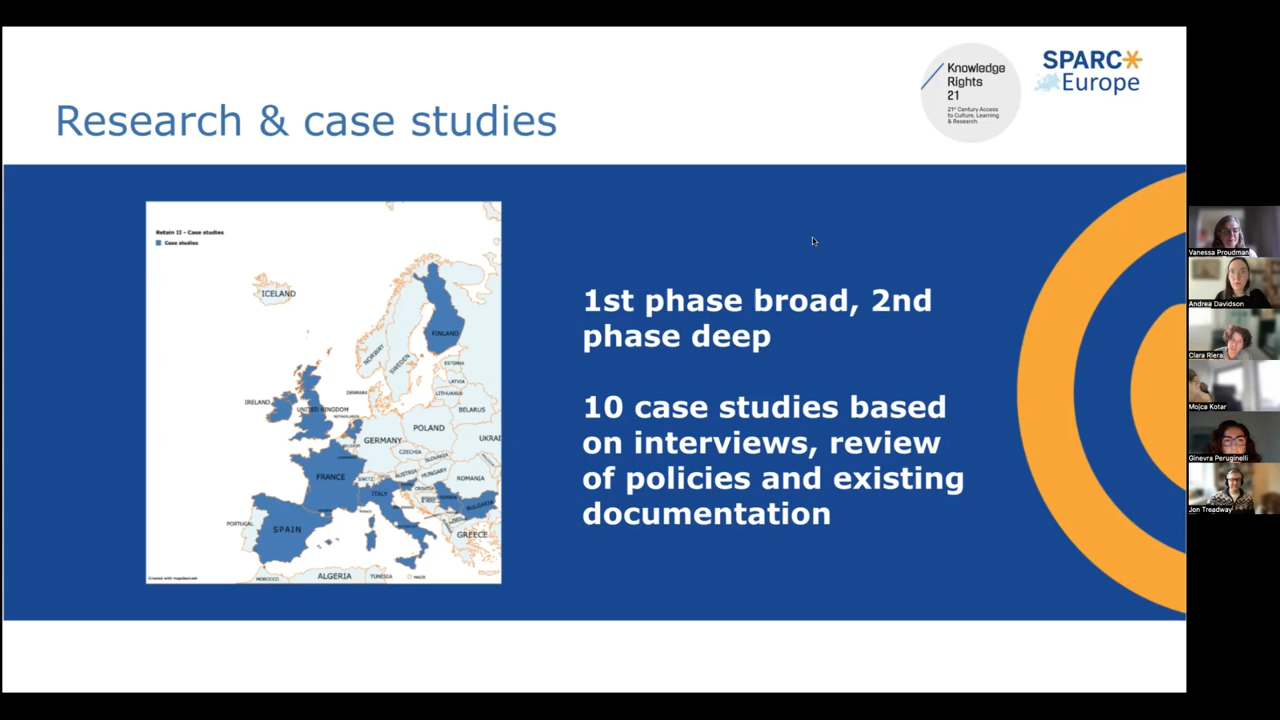 Research & case studies
Knowledge
Rights
21
21st Century Access
to Culture, Learning
& Research
SPARC
Europe
Retain II - Case studies
Case studies
ICELAND
FINLAND
NORWAY
SWEDEN
ESTONIA
LATVIA
LITHUANIA
DENMARK
IRELAND
UNITED KINGDOM
NETHERLANDS
BELARUS
POLAND
GERMANY
BELGIUM
UKRAI
CZECHIA
SLOVAKIA
FRANCE
SWITZ
AUSTRIA
HUNGARY
ROMANIA
ITALY
CROATIA
BULGARIA
PORTUGAL
SPAIN
GREECE
MOROCCO
ALGERIA
TUNISIA
MALTA
Created with mapchart.net
1st phase broad, 2nd
phase deep
10 case studies based
on interviews, review
of policies and existing
documentation
Vanessa Proudman
Andrea Davidson
Clara Riera
Mojca Kotar
Ginevra Peruginelli
Jon Treadway